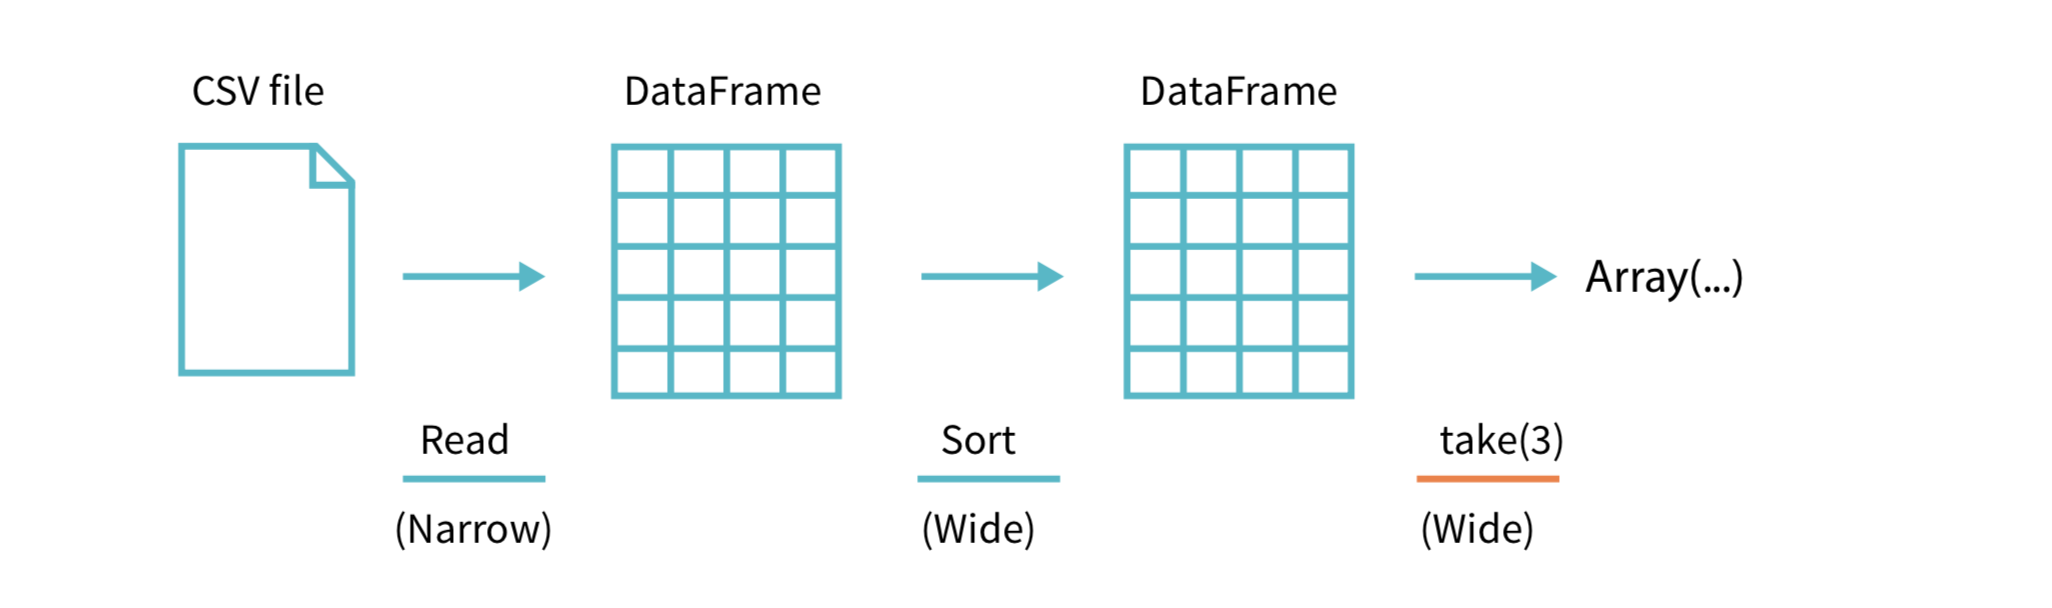 CSV file
DataFrame
DataFrame
Array(...)
Read
Sort
take(3)
(Narrow)
(Wide)
(Wide)